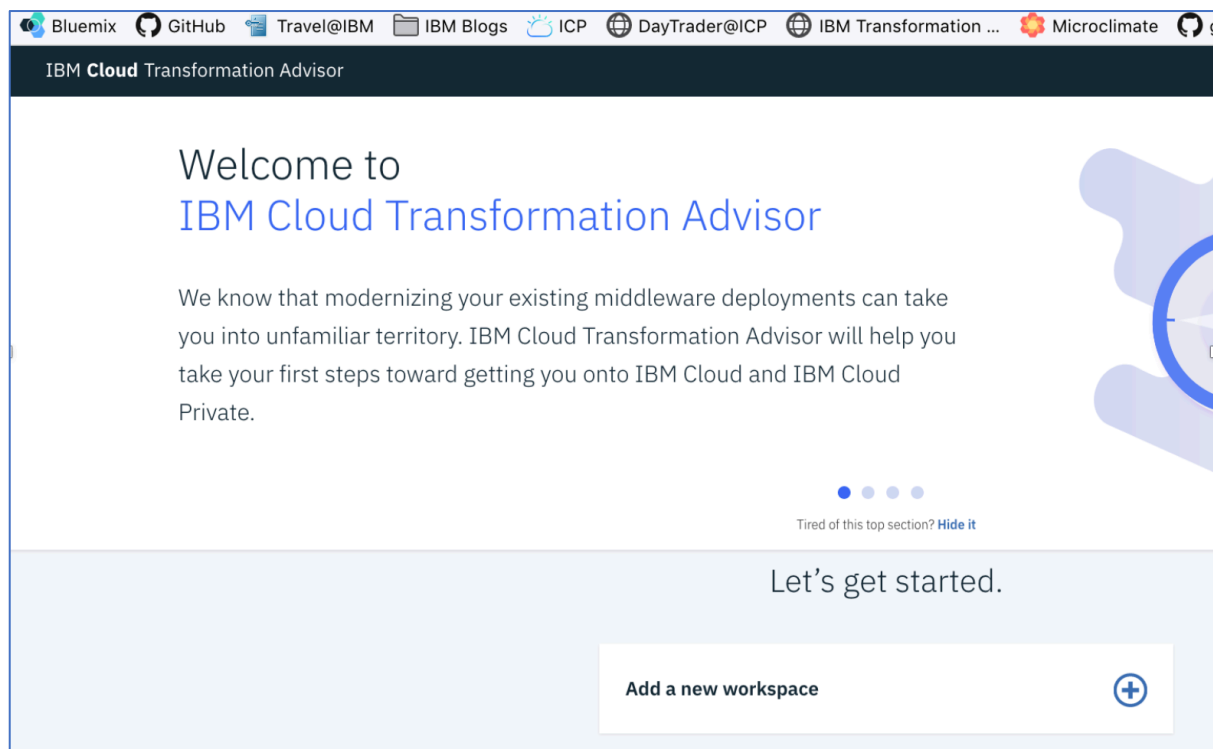 Bluemix GitHub Travel@IBM IBM Blogs ICP DayTrader@ICP IBM Transformation ... Microclimate
IBM Cloud Transformation Advisor
Welcome to
IBM Cloud Transformation Advisor
We know that modernizing your existing middleware deployments can take
you into unfamiliar territory. IBM Cloud Transformation Advisor will help you
take your first steps toward getting you onto IBM Cloud and IBM Cloud
Private.
Tired of this top section? Hide it
Let's get started.
Add a new workspace